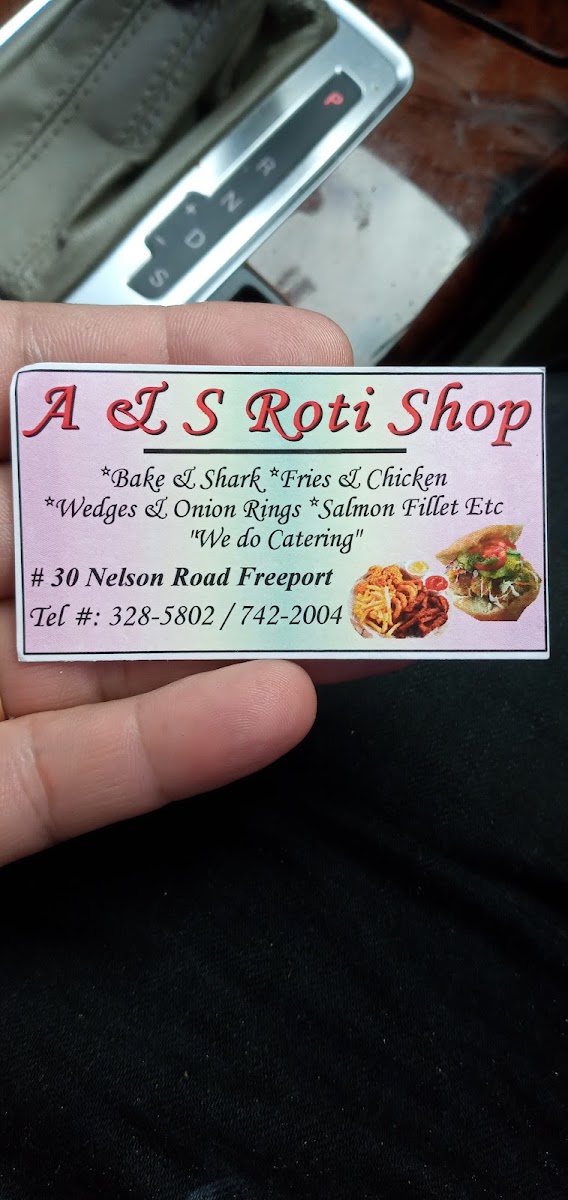 P
R
N
+
D
-
S
A & S Roti Shop
*Bake & Shark *Fries & Chicken
*Wedges & Onion Rings *Salmon Fillet Etc
"We do Catering"
# 30 Nelson Road Freeport
Tel #: 328-5802 / 742-2004